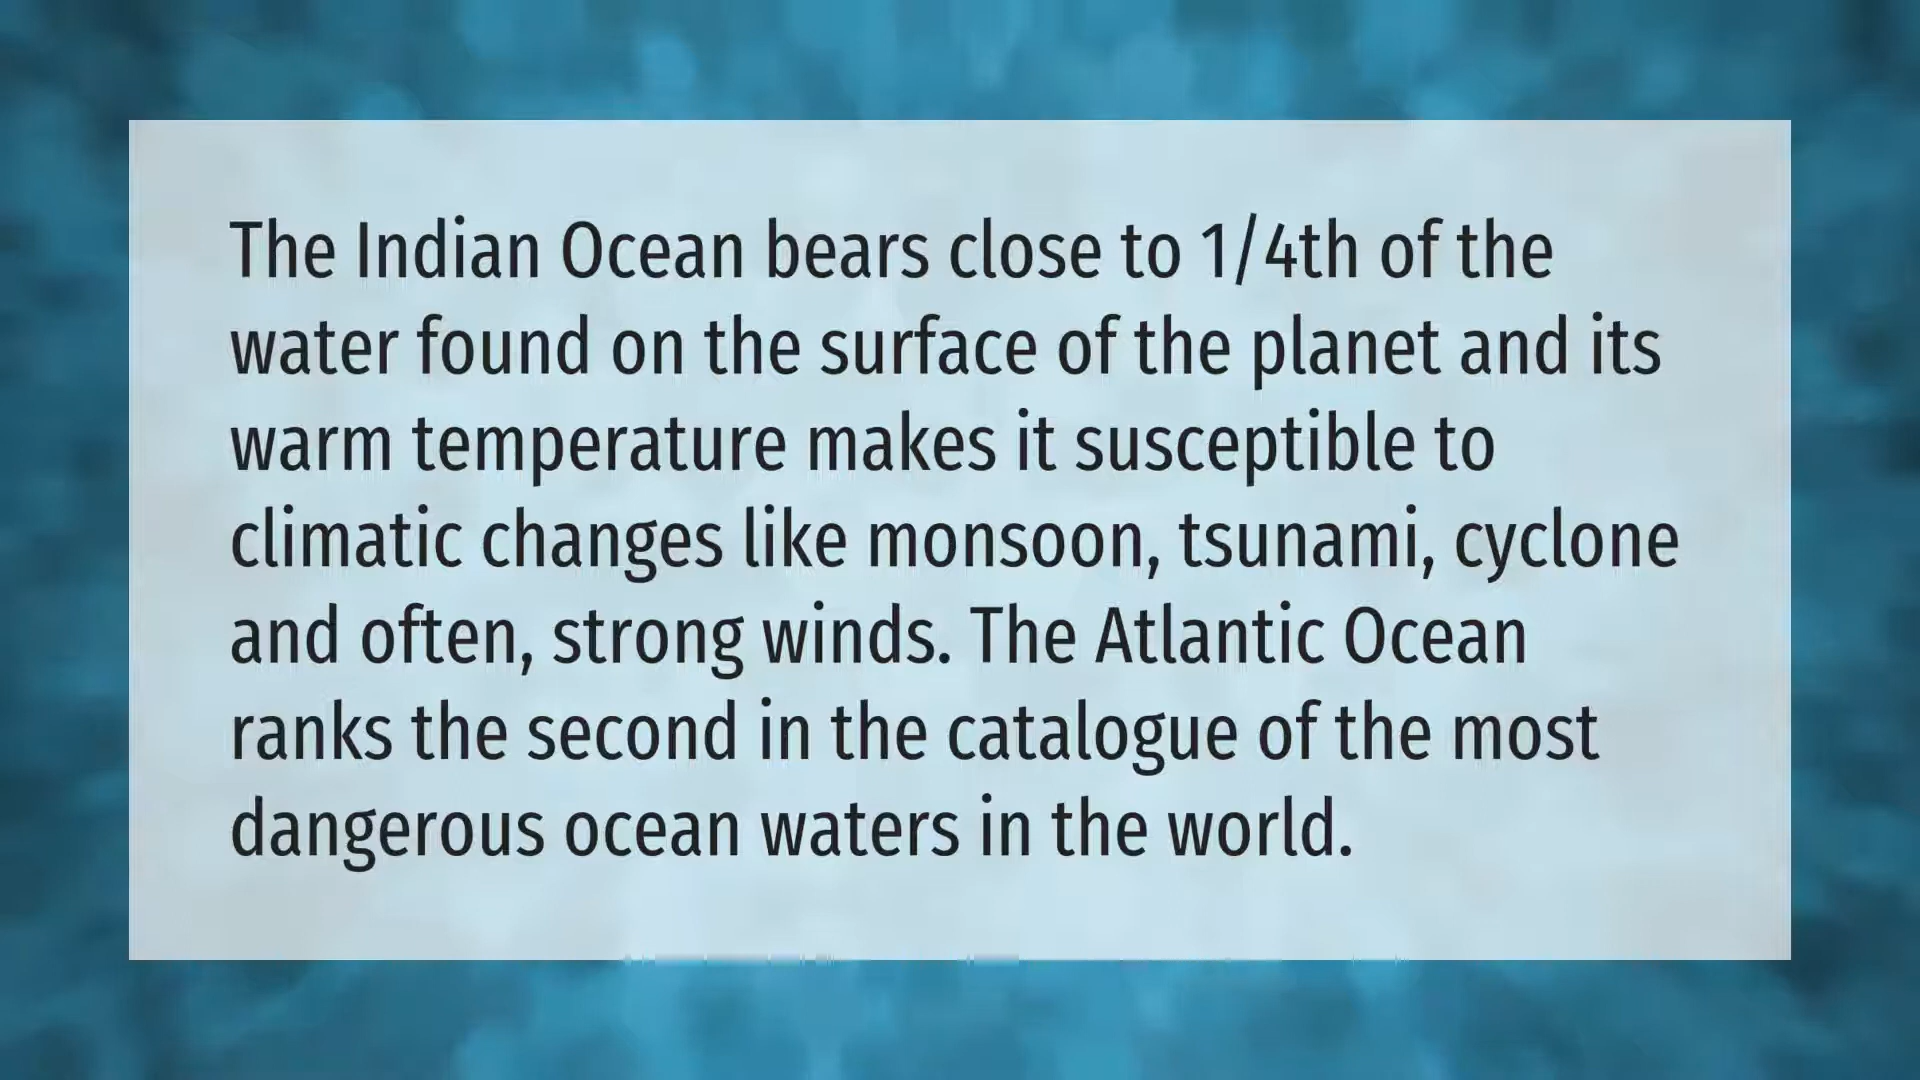 The Indian Ocean bears close to 1/4th of the
water found on the surface of the planet and its
warm temperature makes it susceptible to
climatic changes like monsoon, tsunami, cyclone
and often, strong winds. The Atlantic Ocean
ranks the second in the catalogue of the most
dangerous ocean waters in the world.